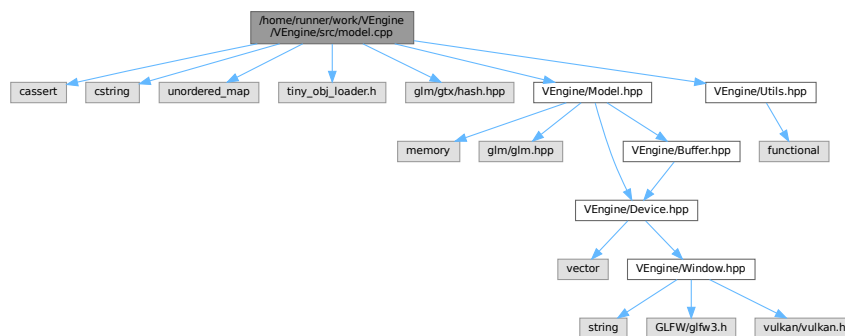 /home/runner/work/VEngine
/VEngine/src/model.cpp
cassert
cstring
unordered_map
tiny_obj_loader.h
glm/gtx/hash.hpp
VEngine/Model.hpp
VEngine/Utils.hpp
memory
glm/glm.hpp
VEngine/Buffer.hpp
functional
VEngine/Device.hpp
vector
VEngine/Window.hpp
string
GLFW/glfw3.h
vulkan/vulkan.h